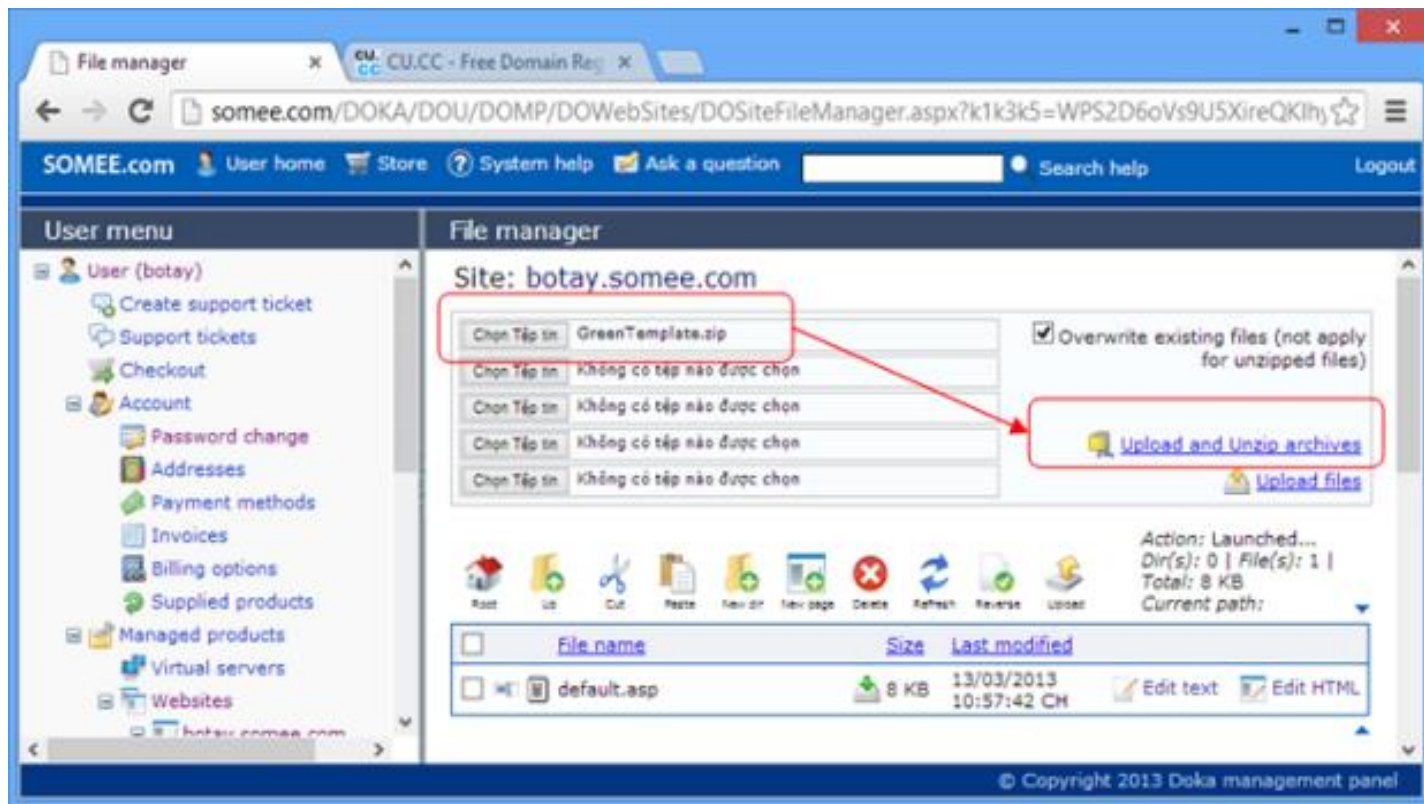 File manager
CU.CC - Free Domain Reg
somee.com/DOKA/DOU/DOMP/DOWebSites/DOSiteFileManager.aspx?k1k3k5=WPS2D6oVs9U5XireQKIhy
SOMEE.com User home Store System help Ask a question Search help Logout
User menu
User (botay)
Create support ticket
Support tickets
Checkout
Account
Password change
Addresses
Payment methods
Invoices
Billing options
Supplied products
Managed products
Virtual servers
Websites
botay.somee.com
File manager
Site: botay.somee.com
Chọn Tệp tin GreenTemplate.zip
Chọn Tệp tin Không có tệp nào được chọn
Chọn Tệp tin Không có tệp nào được chọn
Chọn Tệp tin Không có tệp nào được chọn
Chọn Tệp tin Không có tệp nào được chọn
Overwrite existing files (not apply
for unzipped files)
Upload and Unzip archives
Upload files
Root Up Cut Paste New dir New page Delete Refresh Reverse Upload
Action: Launched...
Dir(s): 0 | File(s): 1 |
Total: 8 KB
Current path:
File name Size Last modified
default.asp 8 KB 13/03/2013
10:57:42 CH Edit text Edit HTML
© Copyright 2013 Doka management panel